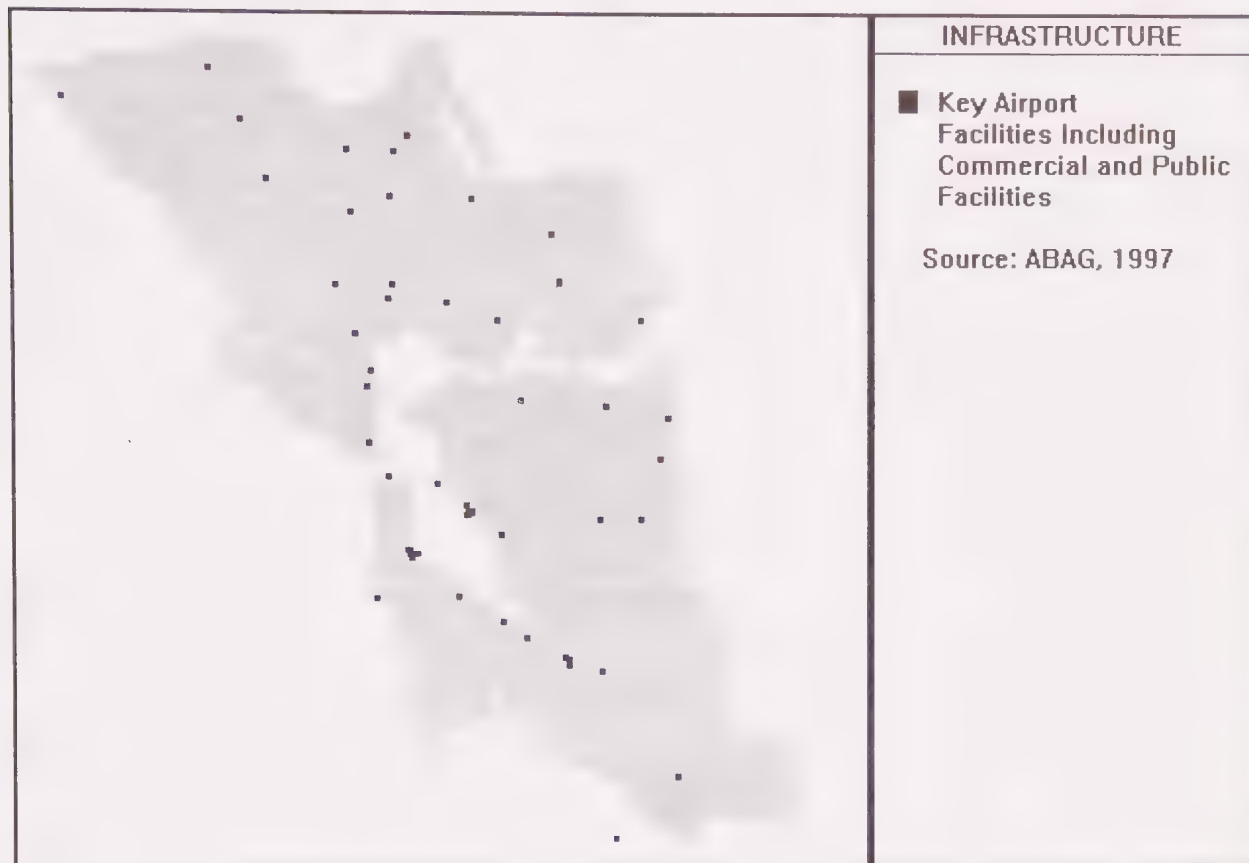 INFRASTRUCTURE
Key Airport
Facilities Including
Commercial and Public
Facilities
Source: ABAG, 1997